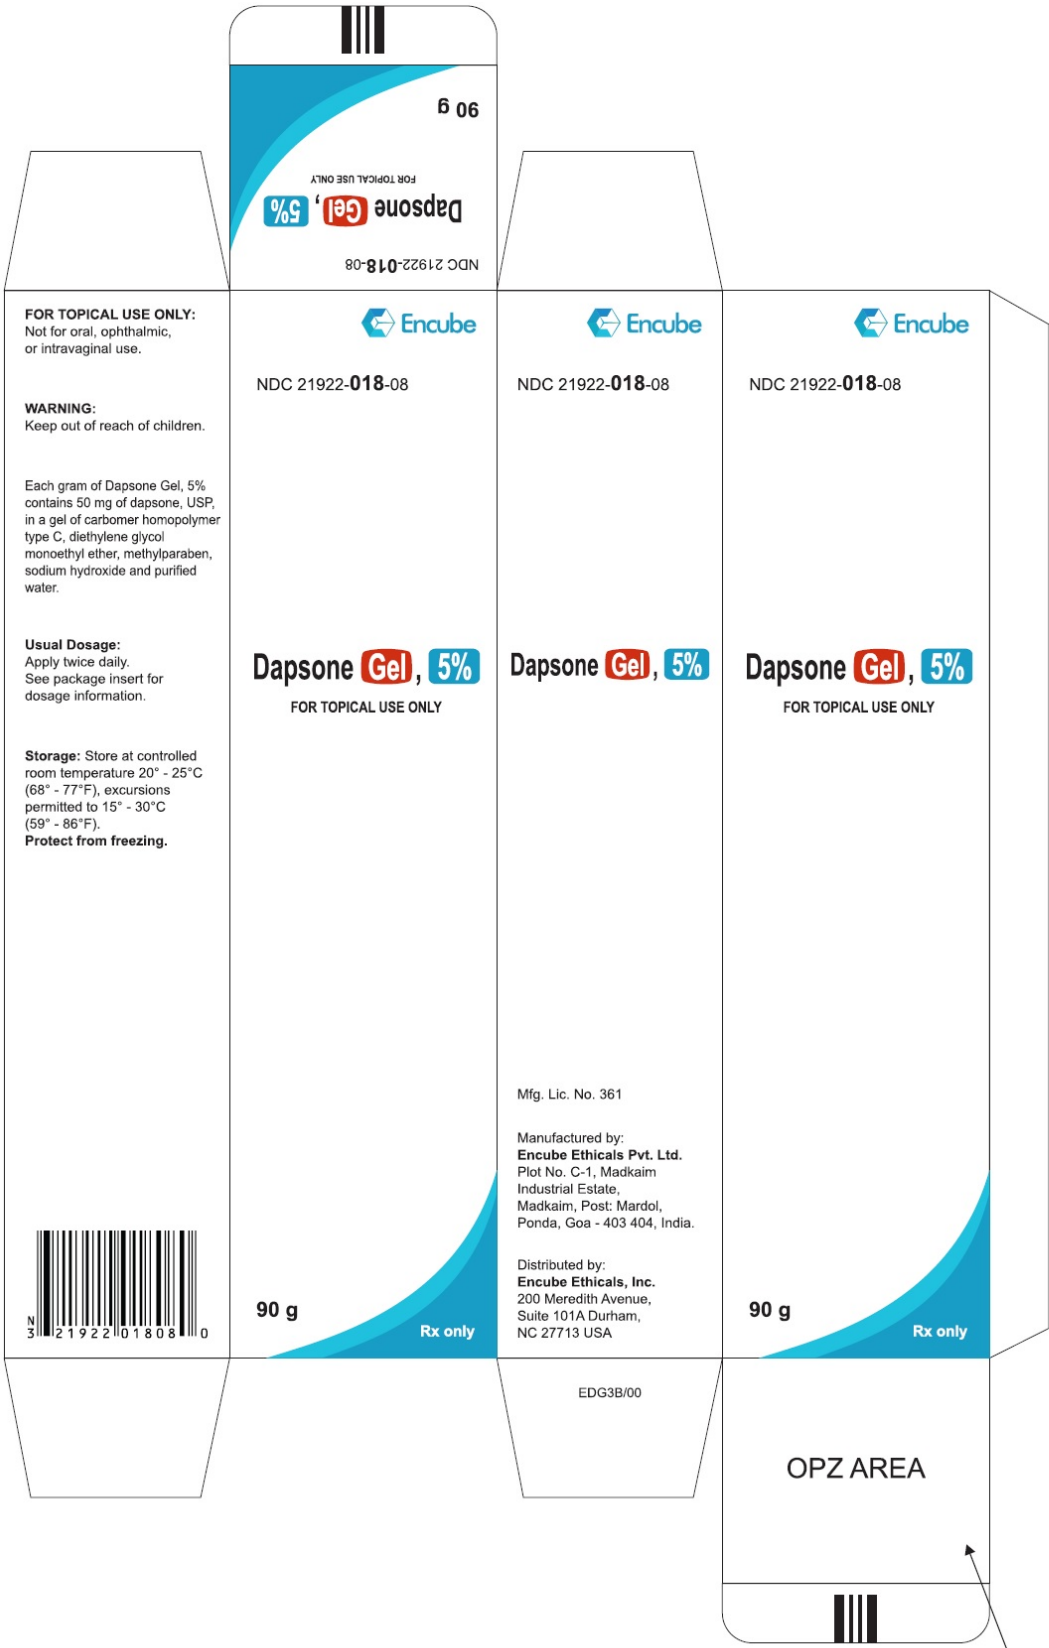 90 g
FOR TOPICAL USE ONLY
Dapsone Gel, 5%
NDC 21922-018-08
FOR TOPICAL USE ONLY:
Not for oral, ophthalmic,
or intravaginal use.
WARNING:
Keep out of reach of children.
Each gram of Dapsone Gel, 5%
contains 50 mg of dapsone, USP,
in a gel of carbomer homopolymer
type C, diethylene glycol
monoethyl ether, methylparaben,
sodium hydroxide and purified
water.
Usual Dosage:
Apply twice daily.
See package insert for
dosage information.
Storage: Store at controlled
room temperature 20° - 25°C
(68° - 77°F), excursions
permitted to 15° - 30°C
(59° - 86°F).
Protect from freezing.
N
3 21922 01808 0
Encube
NDC 21922-018-08
Dapsone Gel, 5%
FOR TOPICAL USE ONLY
90 g
Rx only
Encube
NDC 21922-018-08
Dapsone Gel, 5%
Mfg. Lic. No. 361
Manufactured by:
Encube Ethicals Pvt. Ltd.
Plot No. C-1, Madkaim
Industrial Estate,
Madkaim, Post: Mardol,
Ponda, Goa - 403 404, India.
Distributed by:
Encube Ethicals, Inc.
200 Meredith Avenue,
Suite 101A Durham,
NC 27713 USA
EDG3B/00
Encube
NDC 21922-018-08
Dapsone Gel, 5%
FOR TOPICAL USE ONLY
90 g
Rx only
OPZ AREA